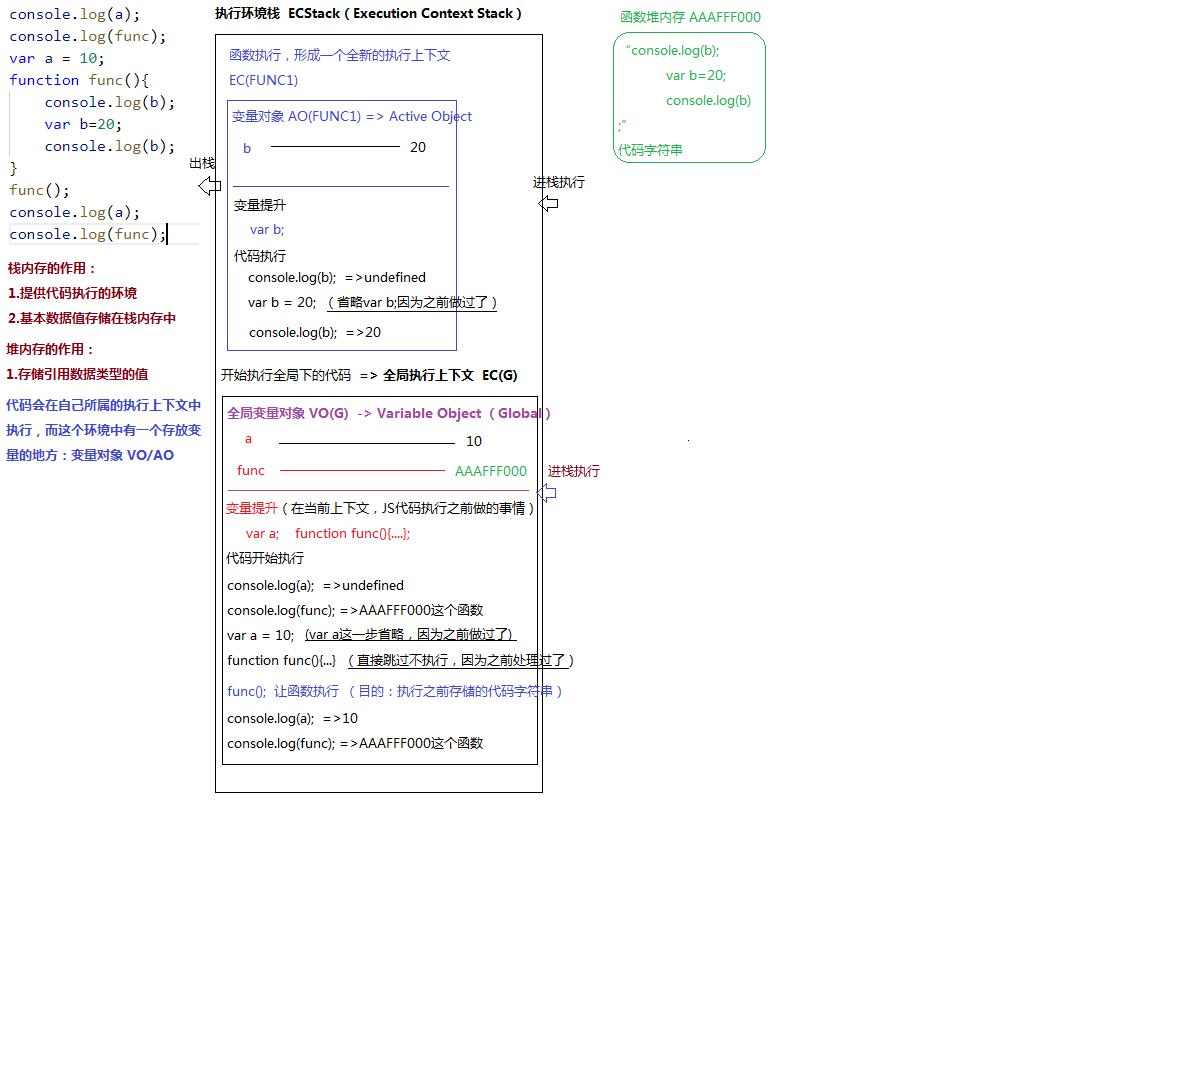 console.log(a);
console.log(func);
var a = 10;
function func(){
console.log(b);
var b=20;
console.log(b);
}
func();
console.log(a);
console.log(func);
栈内存的作用：
1.提供代码执行的环境
2.基本数据值存储在栈内存中
堆内存的作用：
1.存储引用数据类型的值
代码会在自己所属的执行上下文中
执行，而这个环境中有一个存放变
量的地方：变量对象 VO/AO
出栈
执行环境栈 ECStack（Execution Context Stack）
函数执行，形成一个全新的执行上下文
EC(FUNC1)
变量对象 AO(FUNC1) => Active Object
b 20
变量提升
var b;
代码执行
console.log(b); =>undefined
var b = 20; （省略var b;因为之前做过了）
console.log(b); =>20
进栈执行
开始执行全局下的代码 => 全局执行上下文 EC(G)
全局变量对象 VO(G) -> Variable Object（Global）
a 10
func AAAFFF000
进栈执行
变量提升（在当前上下文，JS代码执行之前做的事情）
var a; function func(){....};
代码开始执行
console.log(a); =>undefined
console.log(func); =>AAAFFF000这个函数
var a = 10; (var a这一步省略，因为之前做过了)
function func(){...} （直接跳过不执行，因为之前处理过了）
func(); 让函数执行 （目的：执行之前存储的代码字符串）
console.log(a); =>10
console.log(func); =>AAAFFF000这个函数
函数堆内存 AAAFFF000
“console.log(b);
var b=20;
console.log(b)
;”
代码字符串